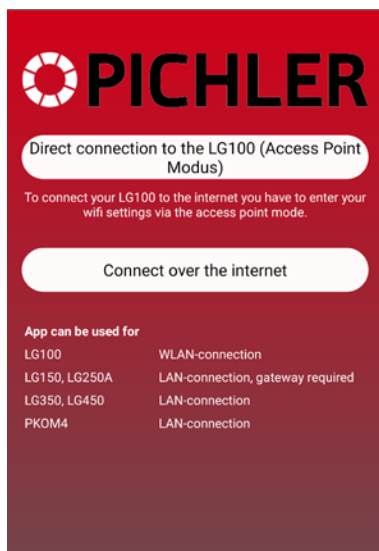 PICHLER
Direct connection to the LG100 (Access Point
Modus)
To connect your LG100 to the internet you have to enter your
wifi settings via the access point mode.
Connect over the internet
App can be used for
LG100 WLAN-connection
LG150, LG250A LAN-connection, gateway required
LG350, LG450 LAN-connection
PKOM4 LAN-connection